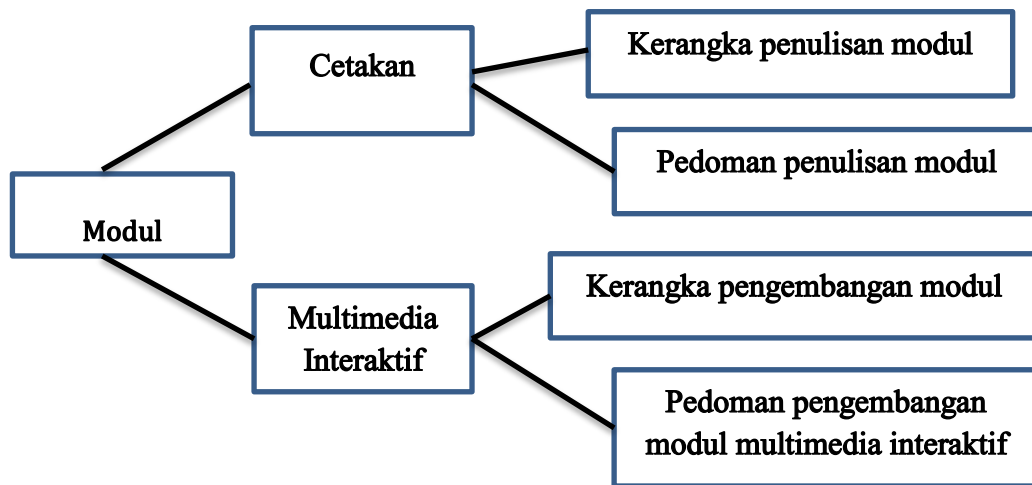 Modul
Cetakan
Kerangka penulisan modul
Pedoman penulisan modul
Multimedia
Interaktif
Kerangka pengembangan modul
Pedoman pengembangan
modul multimedia interaktif